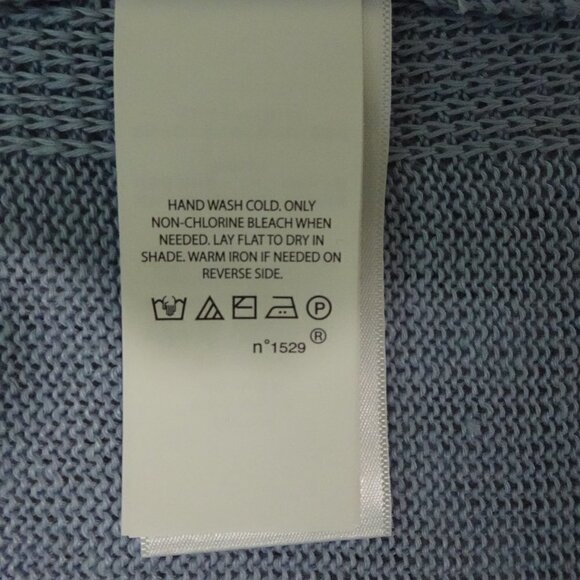 HAND WASH COLD. ONLY
NON-CHLORINE BLEACH WHEN
NEEDED. LAY FLAT TO DRY IN
SHADE. WARM IRON IF NEEDED ON
REVERSE SIDE.
P
n°1529 ®